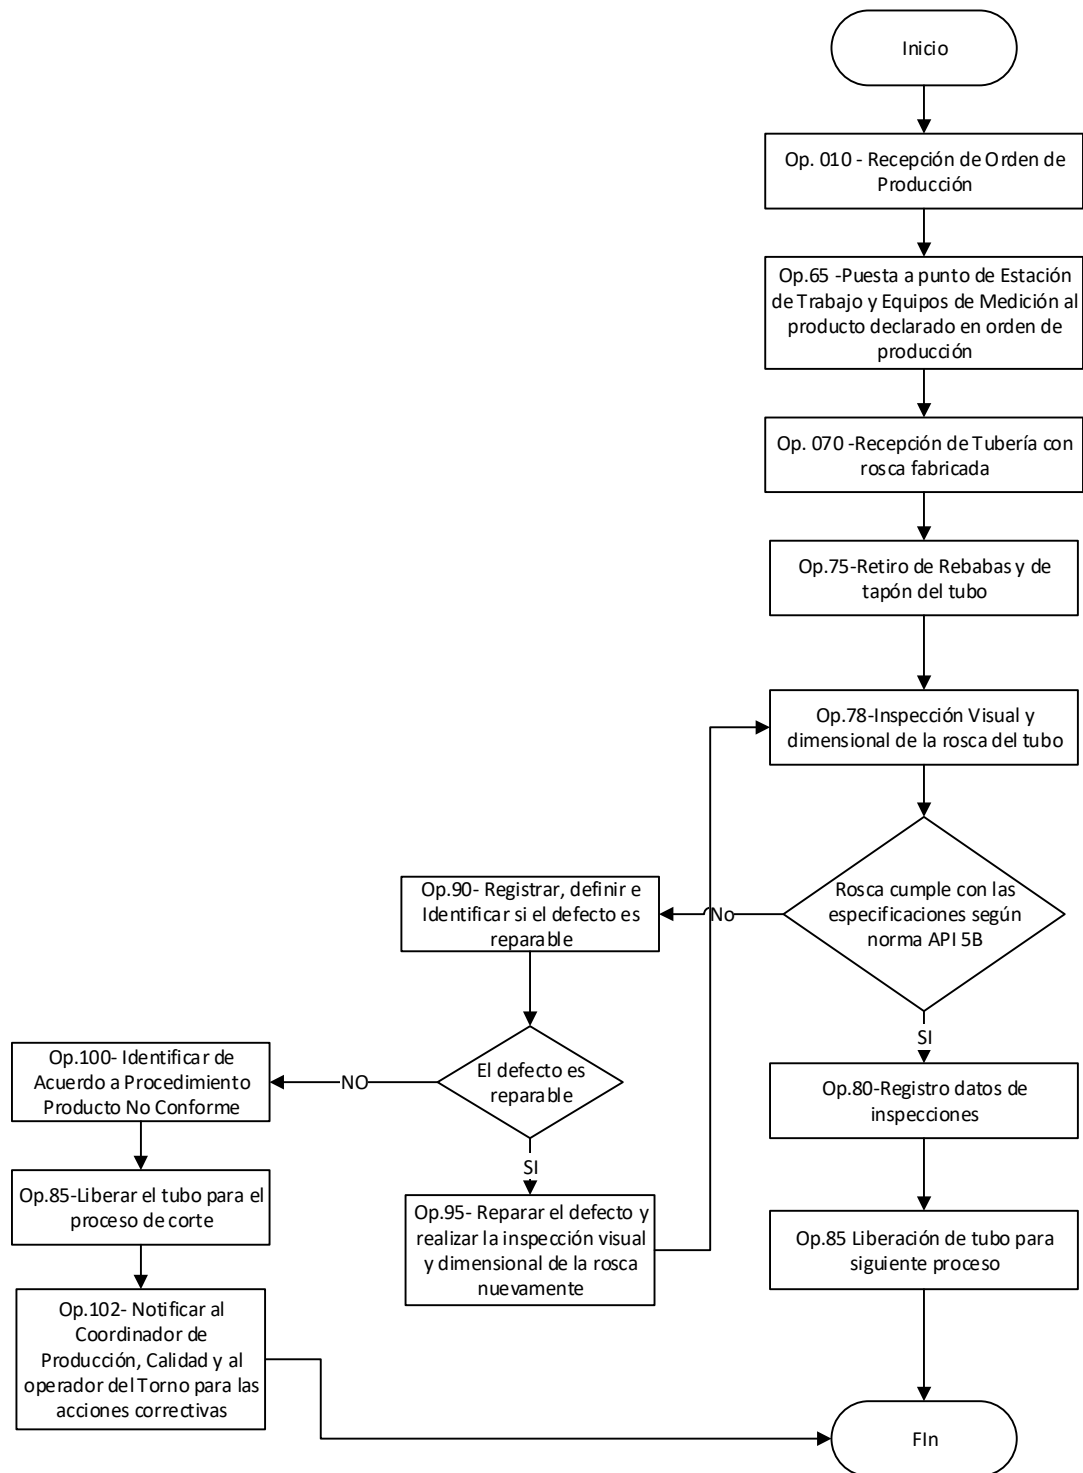 Inicio
Op. 010 - Recepción de Orden de
Producción
Op.65 -Puesta a punto de Estación
de Trabajo y Equipos de Medición al
producto declarado en orden de
producción
Op. 070 -Recepción de Tubería con
rosca fabricada
Op.75-Retiro de Rebabas y de
tapón del tubo
Op.78-Inspección Visual y
dimensional de la rosca del tubo
Rosca cumple con las
especificaciones según
norma API 5B
No
Op.90- Registrar, definir e
Identificar si el defecto es
reparable
SI
El defecto es
reparable
NO
Op.100- Identificar de
Acuerdo a Procedimiento
Producto No Conforme
Op.80-Registro datos de
inspecciones
SI
Op.85-Liberar el tubo para el
proceso de corte
Op.95- Reparar el defecto y
realizar la inspección visual
y dimensional de la rosca
nuevamente
Op.85 Liberación de tubo para
siguiente proceso
Op.102- Notificar al
Coordinador de
Producción, Calidad y al
operador del Torno para las
acciones correctivas
FIn